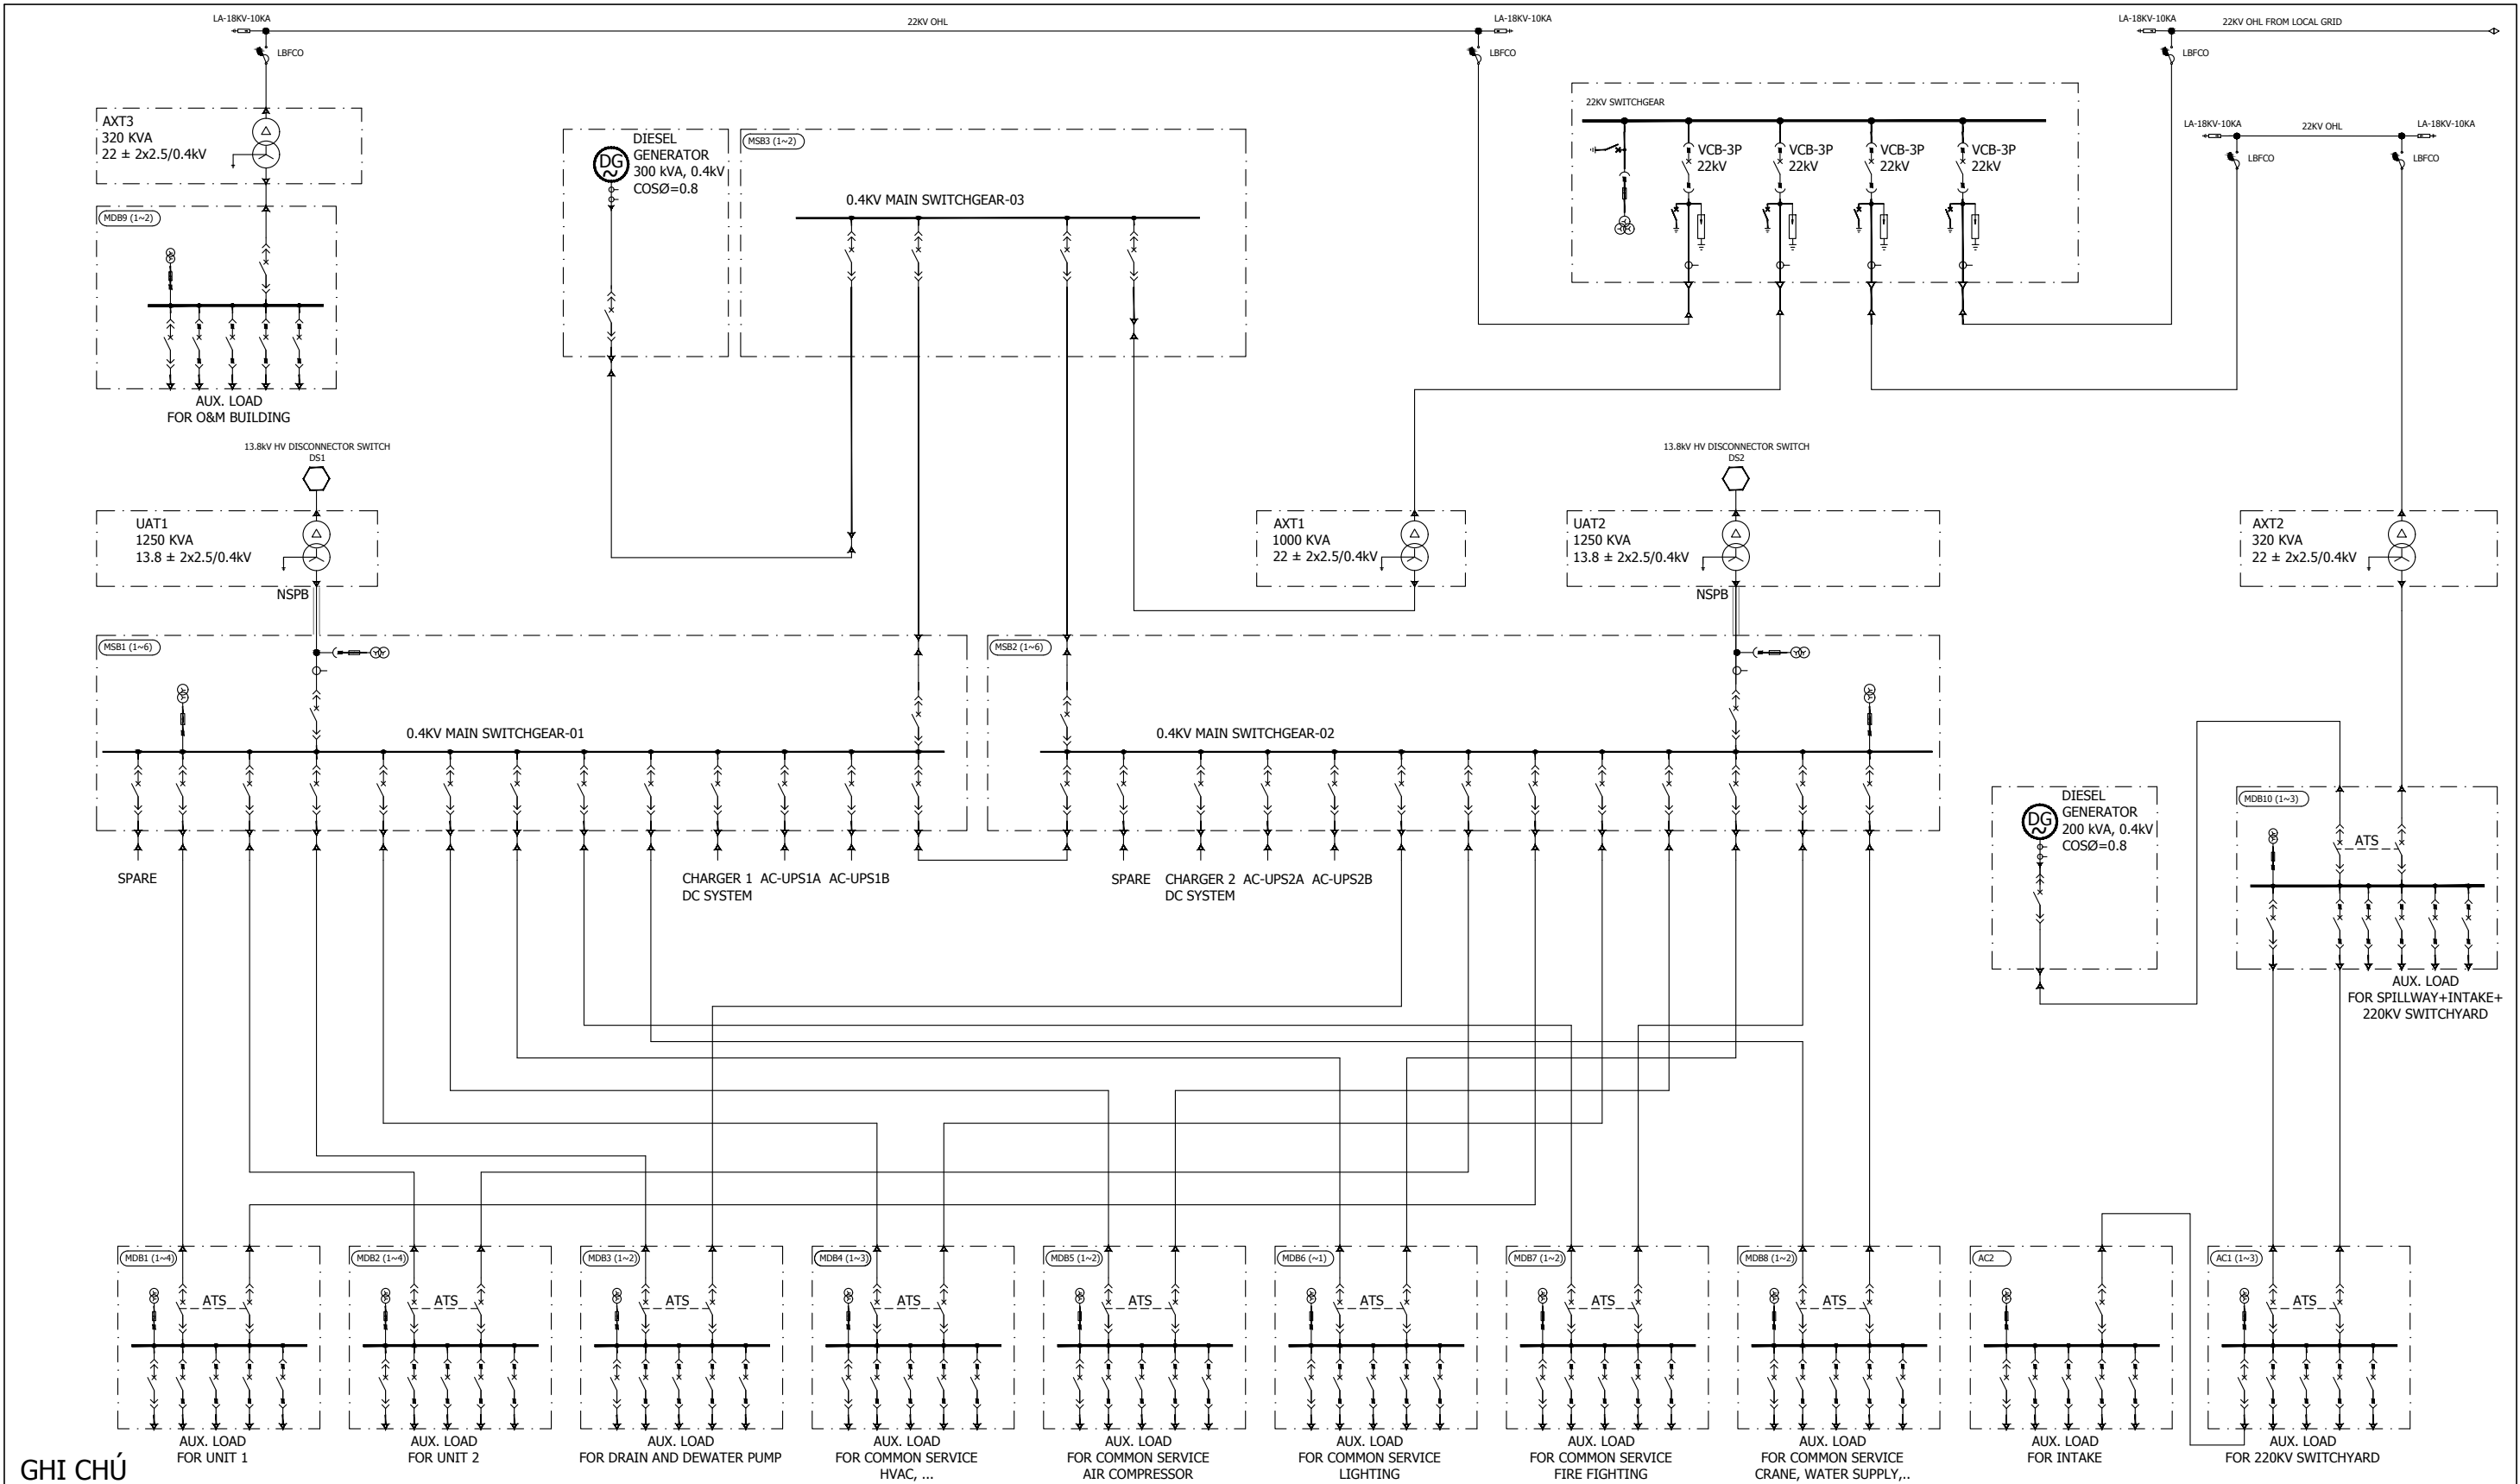 LA-18KV-10KA
22KV OHL
LA-18KV-10KA
LA-18KV-10KA
22KV OHL FROM LOCAL GRID
LBFCO
LBFCO
LBFCO
22KV SWITCHGEAR
VCB-3P
22kV
VCB-3P
22kV
VCB-3P
22kV
VCB-3P
22kV
LA-18KV-10KA
22KV OHL
LA-18KV-10KA
LBFCO
LBFCO
AXT3
320 KVA
22 ± 2x2.5/0.4kV
MDB9 (1~2)
AUX. LOAD
FOR O&M BUILDING
DG
DIESEL
GENERATOR
300 kVA, 0.4kV
COSØ=0.8
MSB3 (1~2)
0.4KV MAIN SWITCHGEAR-03
13.8kV HV DISCONNECTOR SWITCH
DS1
UAT1
1250 KVA
13.8 ± 2x2.5/0.4kV
NSPB
AXT1
1000 KVA
22 ± 2x2.5/0.4kV
13.8kV HV DISCONNECTOR SWITCH
DS2
UAT2
1250 KVA
13.8 ± 2x2.5/0.4kV
NSPB
AXT2
320 KVA
22 ± 2x2.5/0.4kV
MSB1 (1~6)
0.4KV MAIN SWITCHGEAR-01
SPARE
CHARGER 1
DC SYSTEM
AC-UPS1A
AC-UPS1B
MSB2 (1~6)
0.4KV MAIN SWITCHGEAR-02
SPARE
CHARGER 2
DC SYSTEM
AC-UPS2A
AC-UPS2B
DG
DIESEL
GENERATOR
200 kVA, 0.4kV
COSØ=0.8
MDB10 (1~3)
ATS
AUX. LOAD
FOR SPILLWAY+INTAKE+
220KV SWITCHYARD
MDB1 (1~4)
ATS
AUX. LOAD
FOR UNIT 1
MDB2 (1~4)
ATS
AUX. LOAD
FOR UNIT 2
MDB3 (1~2)
ATS
AUX. LOAD
FOR DRAIN AND DEWATER PUMP
MDB4 (1~3)
ATS
AUX. LOAD
FOR COMMON SERVICE
HVAC, ...
MDB5 (1~2)
ATS
AUX. LOAD
FOR COMMON SERVICE
AIR COMPRESSOR
MDB6 (~1)
ATS
AUX. LOAD
FOR COMMON SERVICE
LIGHTING
MDB7 (1~2)
ATS
AUX. LOAD
FOR COMMON SERVICE
FIRE FIGHTING
MDB8 (1~2)
ATS
AUX. LOAD
FOR COMMON SERVICE
CRANE, WATER SUPPLY,..
AC2
AUX. LOAD
FOR INTAKE
AC1 (1~3)
ATS
AUX. LOAD
FOR 220KV SWITCHYARD
GHI CHÚ